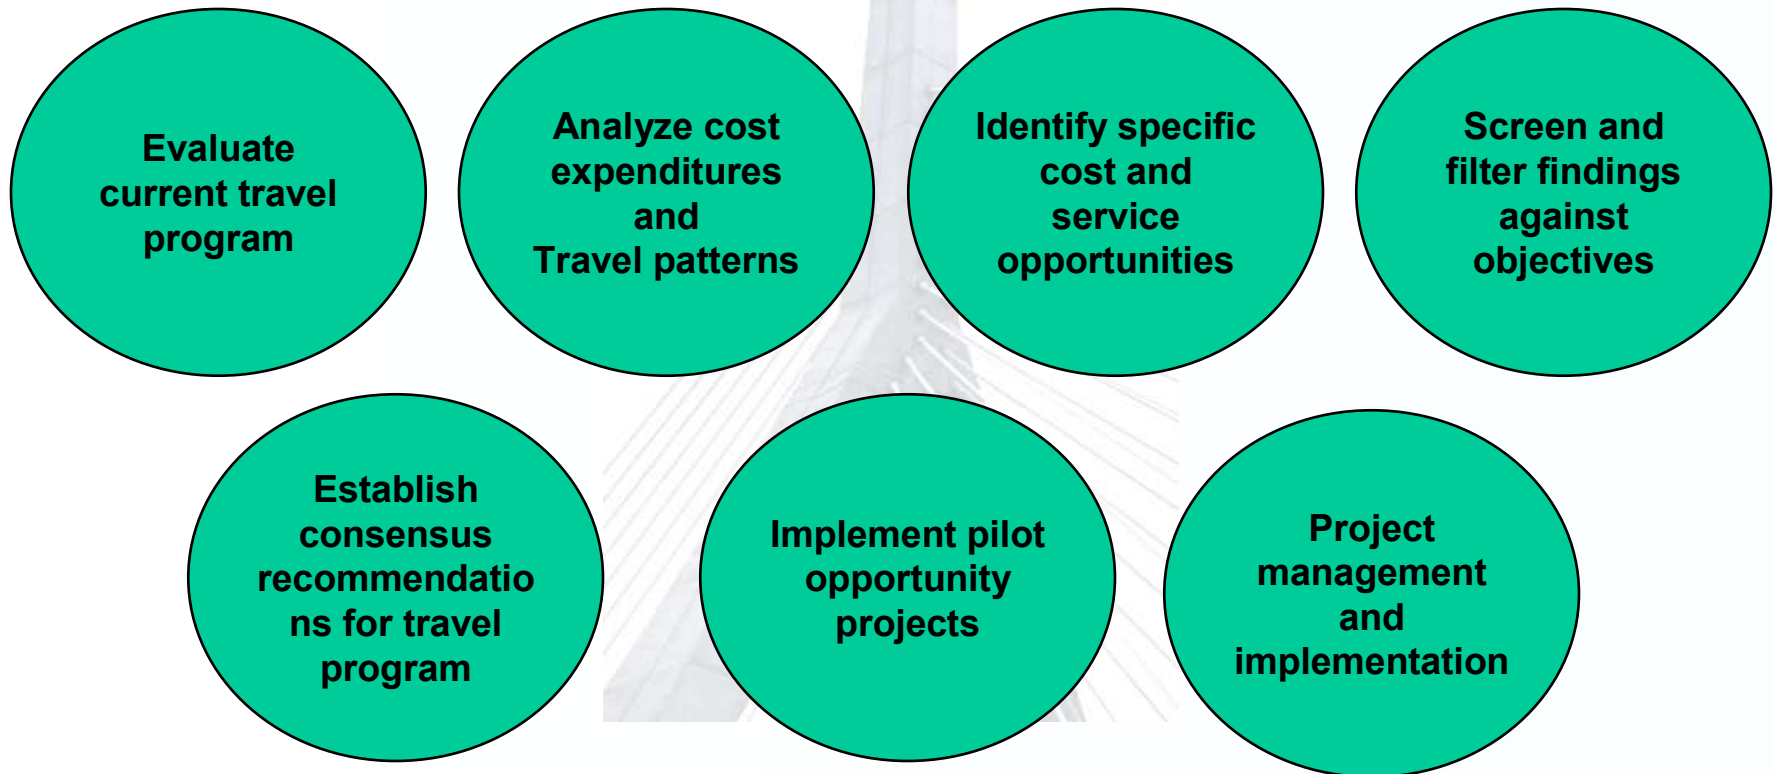 Evaluate
current travel
program
Analyze cost
expenditures
and
Travel patterns
Identify specific
cost and
service
opportunities
Screen and
filter findings
against
objectives
Establish
consensus
recommendatio
ns for travel
program
Implement pilot
opportunity
projects
Project
management
and
implementation